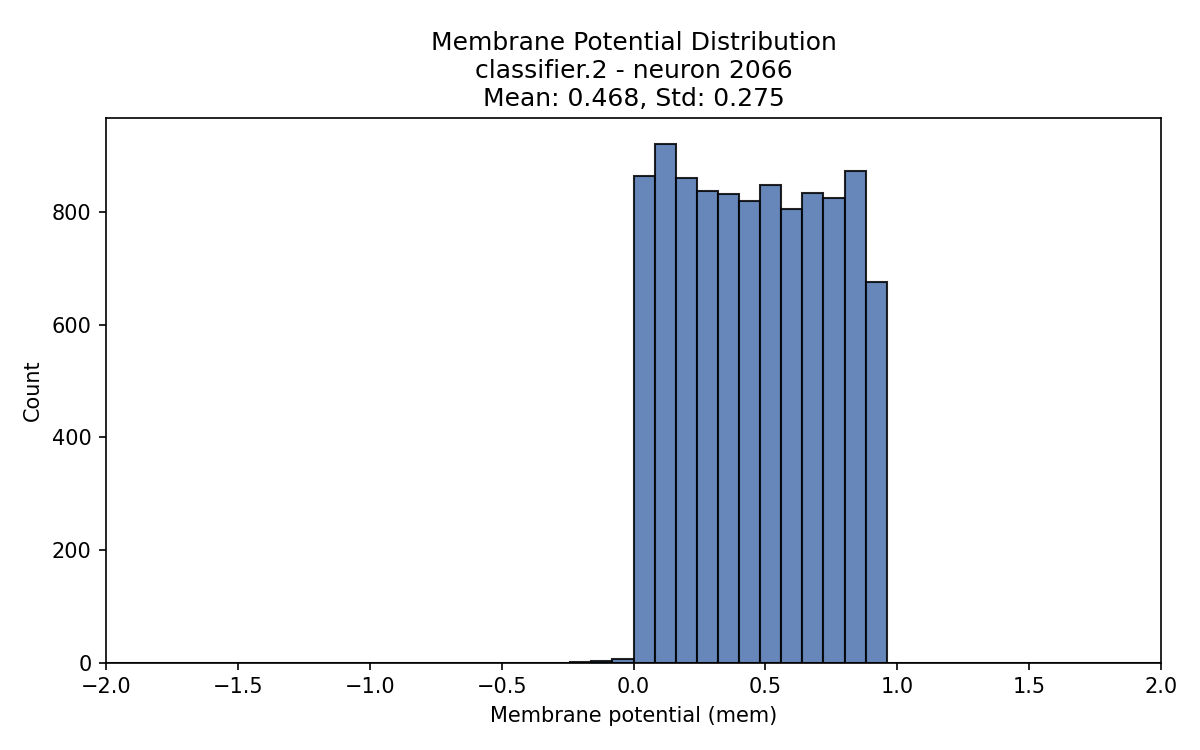 Membrane Potential Distribution
classifier.2 - neuron 2066
Mean: 0.468, Std: 0.275
Count
800
600
400
200
0
−2.0 −1.5 −1.0 −0.5 0.0 0.5 1.0 1.5 2.0
Membrane potential (mem)